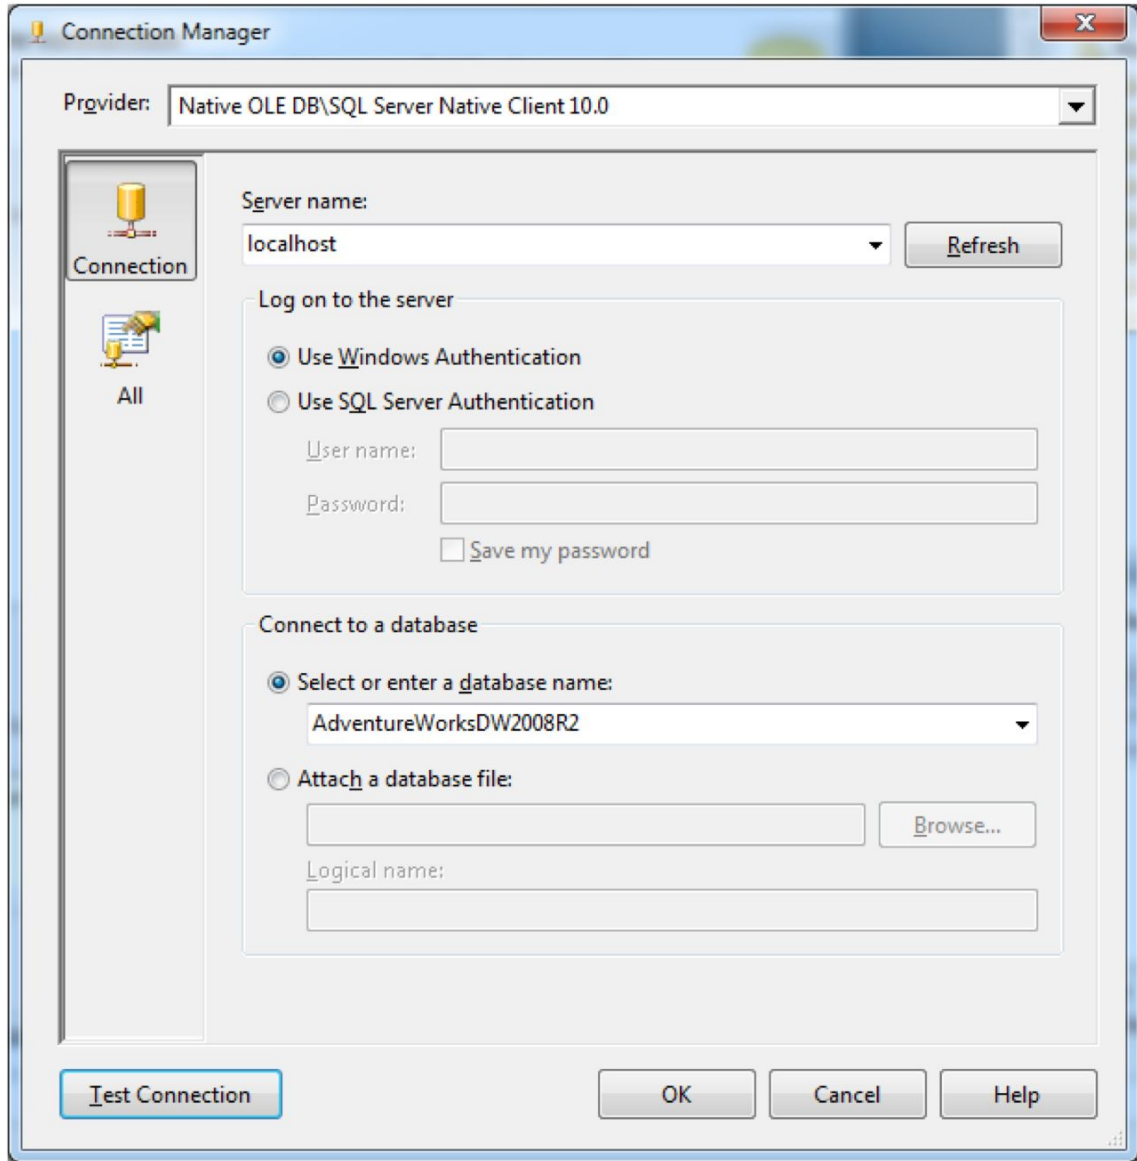 Connection Manager
Provider: Native OLE DB\SQL Server Native Client 10.0
Connection
All
Server name:
localhost
Refresh
Log on to the server
Use Windows Authentication
Use SQL Server Authentication
User name:
Password:
Save my password
Connect to a database
Select or enter a database name:
AdventureWorksDW2008R2
Attach a database file:
Browse...
Logical name:
Test Connection
OK
Cancel
Help